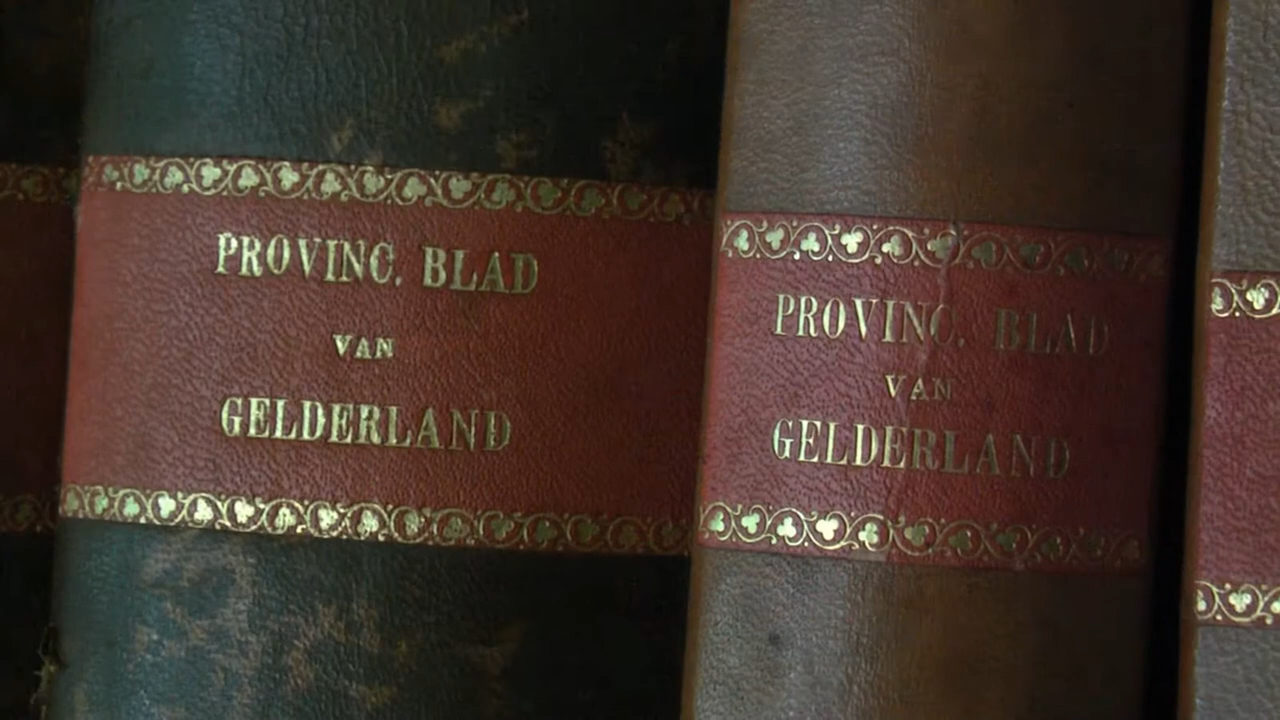 PROVINC. BLAD
VAN
GELDERLAND
PROVINC. BLAD
VAN
GELDERLAND